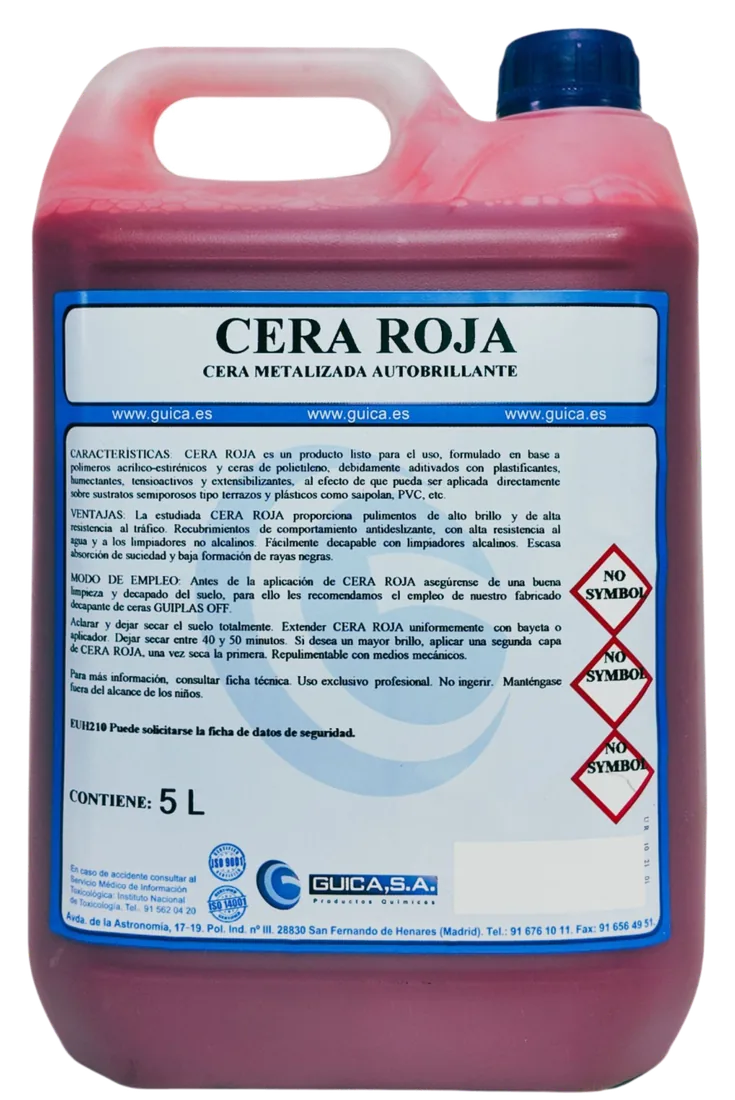 CERA ROJA
CERA METALIZADA AUTOBRILLANTE
www.guica.es www.guica.es www.guica.es
CARACTERÍSTICAS: CERA ROJA es un producto listo para el uso, formulado en base a
polímeros acrílico-estirénicos y ceras de polietileno, debidamente aditivados con plastificantes,
humectantes, tensioactivos y extensibilizantes, al efecto de que pueda ser aplicada directamente
sobre sustratos semiporosos tipo terrazos y plásticos como saipolan, PVC, etc.
VENTAJAS: La estudiada CERA ROJA proporciona pulimentos de alto brillo y de alta
resistencia al tráfico. Recubrimientos de comportamiento antideslizante, con alta resistencia al
agua y a los limpiadores no alcalinos. Fácilmente decapable con limpiadores alcalinos. Escasa
absorción de suciedad y baja formación de rayas negras.
MODO DE EMPLEO: Antes de la aplicación de CERA ROJA asegúrense de una buena
limpieza y decapado del suelo, para ello les recomendamos el empleo de nuestro fabricado
decapante de ceras GUIPLAS OFF.
Aclarar y dejar secar el suelo totalmente. Extender CERA ROJA uniformemente con bayeta o
aplicador. Dejar secar entre 40 y 50 minutos. Si desea un mayor brillo, aplicar una segunda capa
de CERA ROJA, una vez seca la primera. Repulimentable con medios mecánicos.
Para más información, consultar ficha técnica. Uso exclusivo profesional. No ingerir. Manténgase
fuera del alcance de los niños.
EUH210 Puede solicitarse la ficha de datos de seguridad.
NO
SYMBOL
NO
SYMBOL
NO
SYMBOL
CONTIENE: 5 L
En caso de accidente consultar al
Servicio Médico de Información
Toxicológica: Instituto Nacional
de Toxicología. Tel.. 91 562 04 20
ISO 9001
ISO 14001
GUICA,S.A.
Productos Químicos
Avda. de la Astronomía, 17-19. Pol. Ind. nº III. 28830 San Fernando de Henares (Madrid). Tel.: 91 676 10 11. Fax: 91 656 49 51.